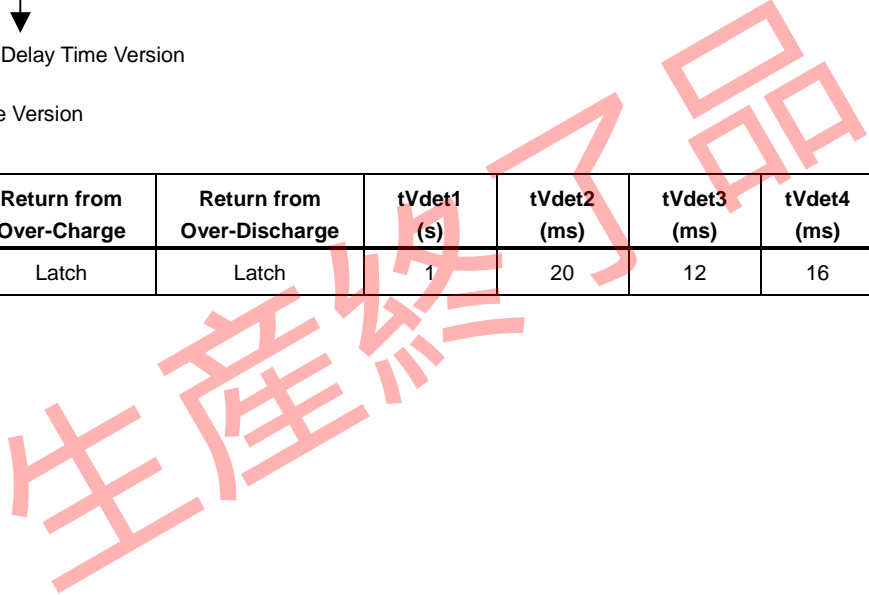 Delay Time Version
e Version
Return from Over-Charge Return from Over-Discharge tVdet1 (s) tVdet2 (ms) tVdet3 (ms) tVdet4 (ms)
Latch Latch 1 20 12 16
生産終了品